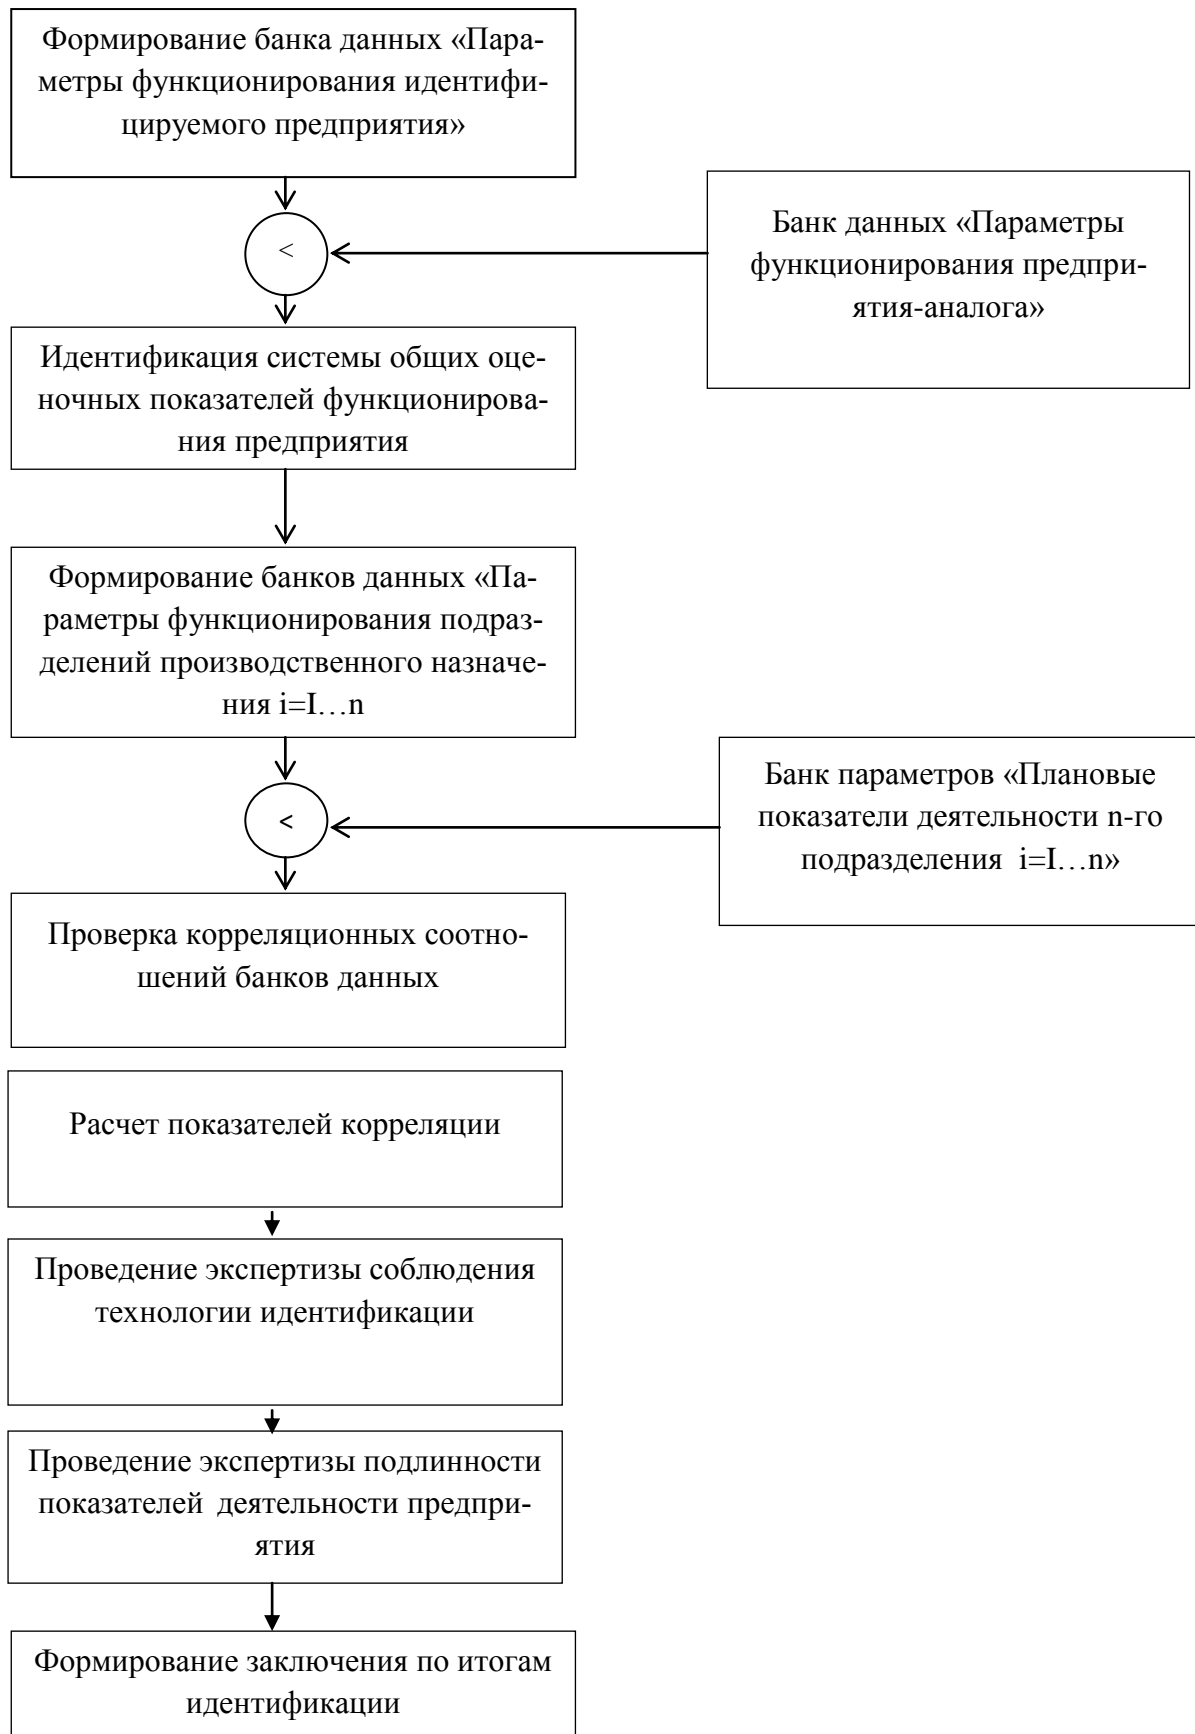 Формирование банка данных «Пара-
метры функционирования идентифи-
цируемого предприятия»
<
Банк данных «Параметры
функционирования предпри-
ятия-аналога»
Идентификация системы общих оце-
ночных показателей функционирова-
ния предприятия
Формирование банков данных «Па-
раметры функционирования подраз-
делений производственного назначе-
ния i=I…n
<
Банк параметров «Плановые
показатели деятельности n-го
подразделения i=I…n»
Проверка корреляционных соотно-
шений банков данных
Расчет показателей корреляции
Проведение экспертизы соблюдения
технологии идентификации
Проведение экспертизы подлинности
показателей деятельности предпри-
ятия
Формирование заключения по итогам
идентификации